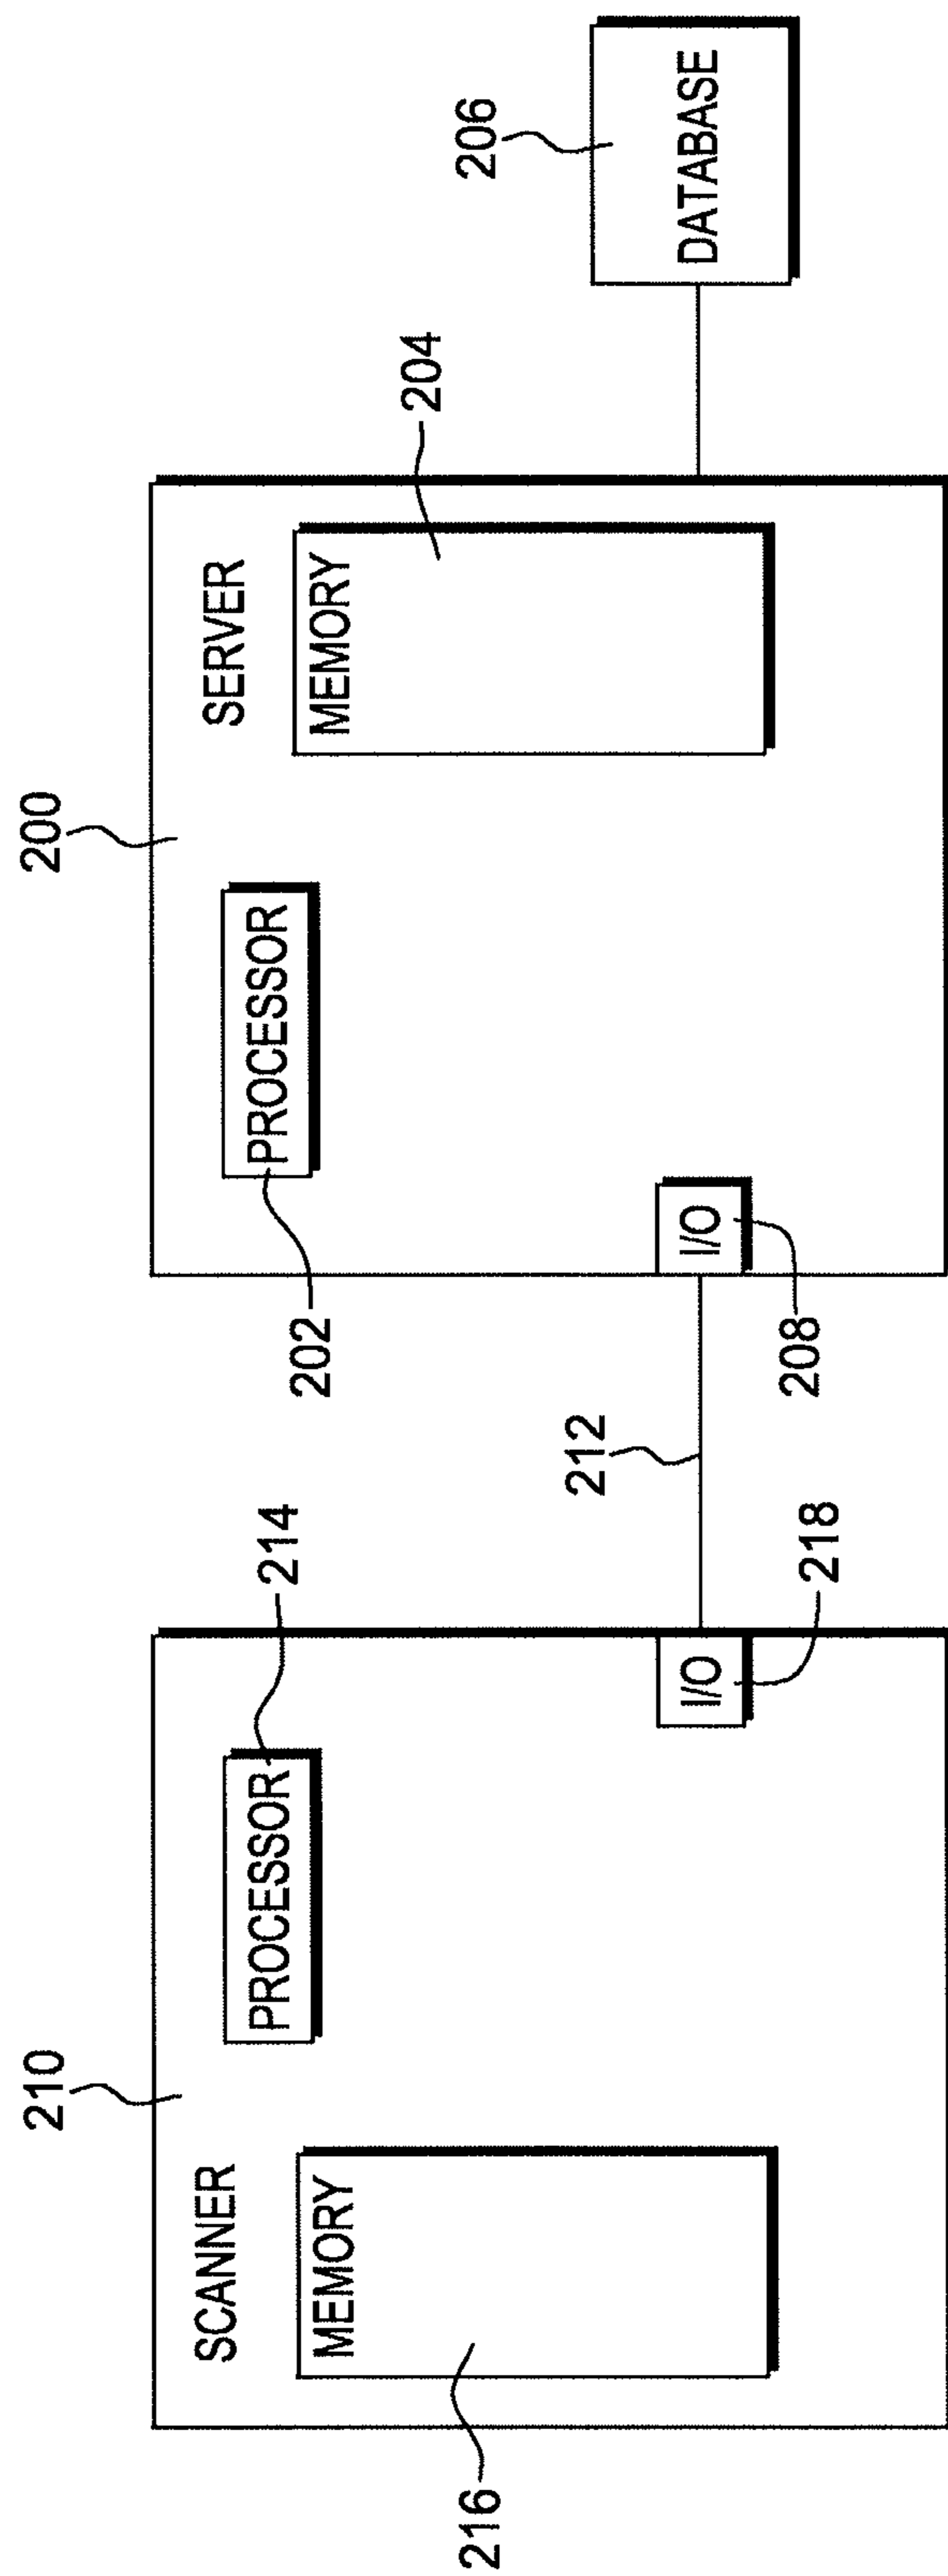 210
SCANNER
PROCESSOR
214
MEMORY
216
I/O
218
212
200
SERVER
PROCESSOR
202
MEMORY
204
I/O
208
206
DATABASE